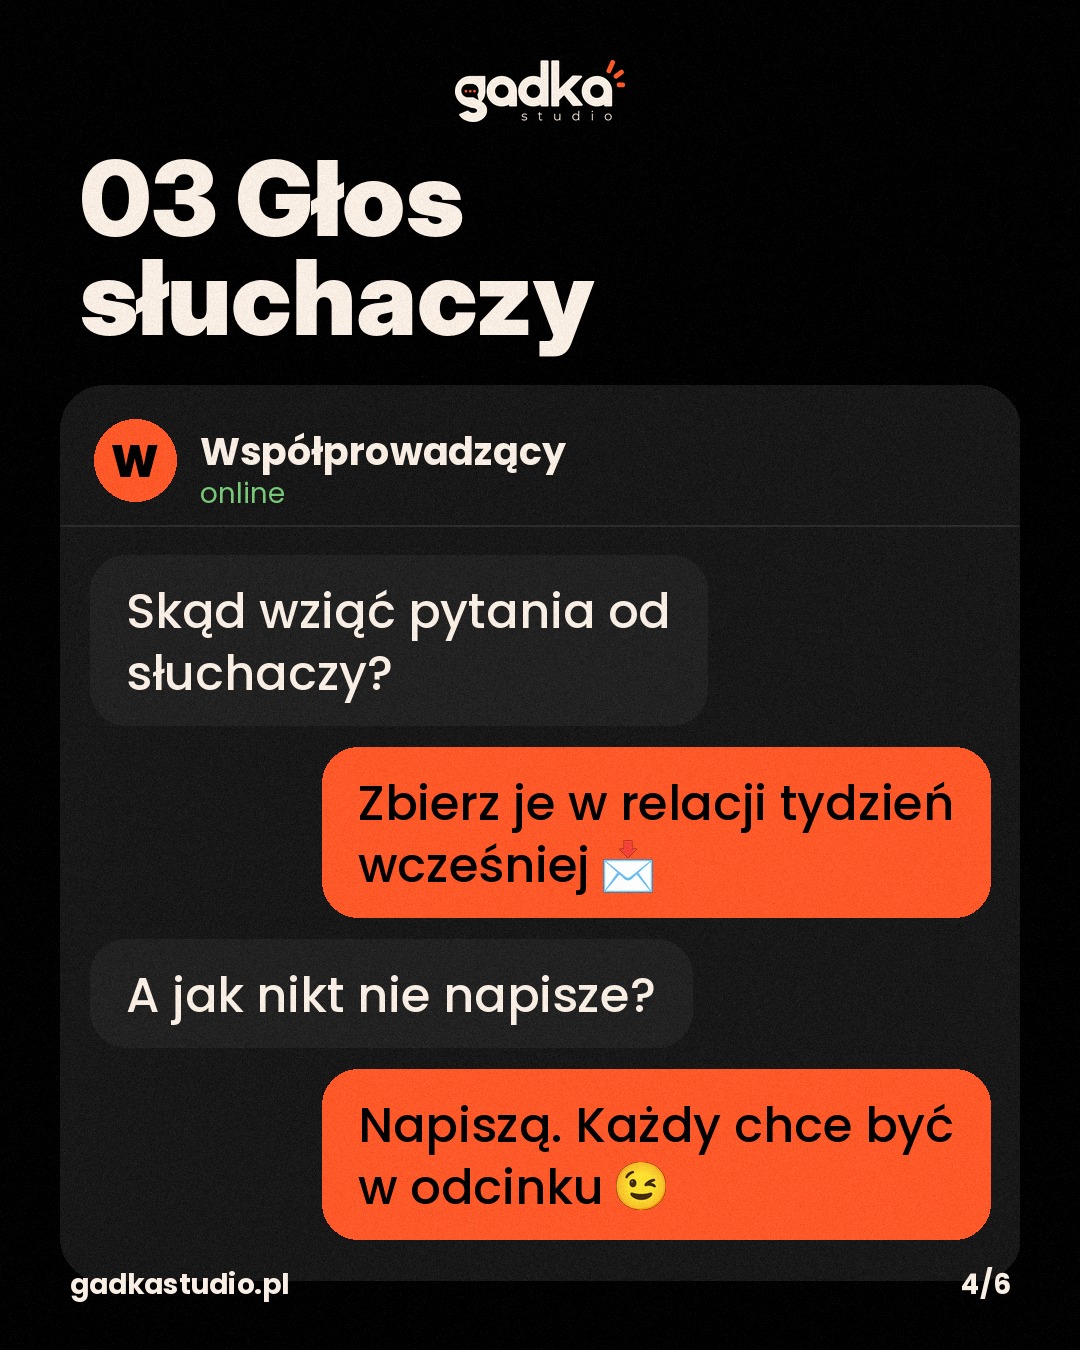 gadka
studio
03 Głos
słuchaczy
W
Współprowadzący
online
Skąd wziąć pytania od
słuchaczy?
Zbierz je w relacji tydzień
wcześniej 📩
A jak nikt nie napisze?
Napiszą. Każdy chce być
w odcinku 😉
gadkastudio.pl
4/6